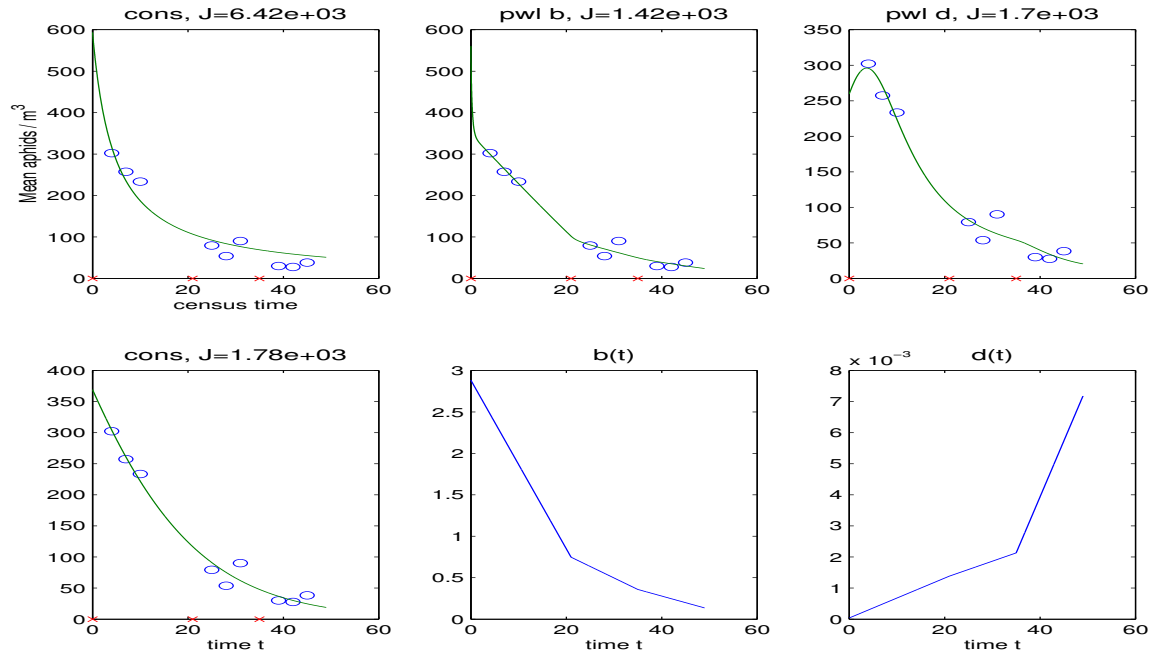 cons, J=6.42e+03
pwl b, J=1.42e+03
pwl d, J=1.7e+03
Mean aphids / m³
600
500
400
300
200
100
0
0 20 40 60
census time
600
500
400
300
200
100
0
0 20 40 60
350
300
250
200
150
100
50
0
0 20 40 60
cons, J=1.78e+03
b(t)
d(t)
400
350
300
250
200
150
100
50
0
0 20 40 60
time t
3
2.5
2
1.5
1
0.5
0
0 20 40 60
time t
x 10⁻³
8
7
6
5
4
3
2
1
0
0 20 40 60
time t